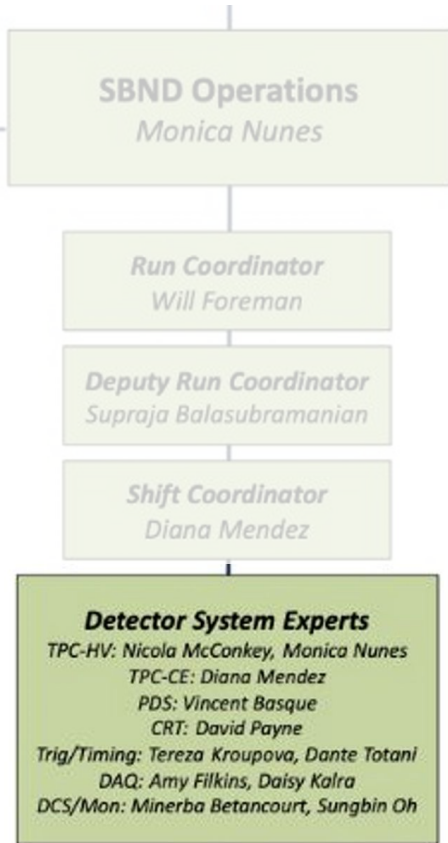 SBND Operations
Monica Nunes
Run Coordinator
Will Foreman
Deputy Run Coordinator
Supraja Balasubramanian
Shift Coordinator
Diana Mendez
Detector System Experts
TPC-HV: Nicola McConkey, Monica Nunes
TPC-CE: Diana Mendez
PDS: Vincent Basque
CRT: David Payne
Trig/Timing: Tereza Kroupova, Dante Totani
DAQ: Amy Filkins, Daisy Kalra
DCS/Mon: Minerba Betancourt, Sungbin Oh